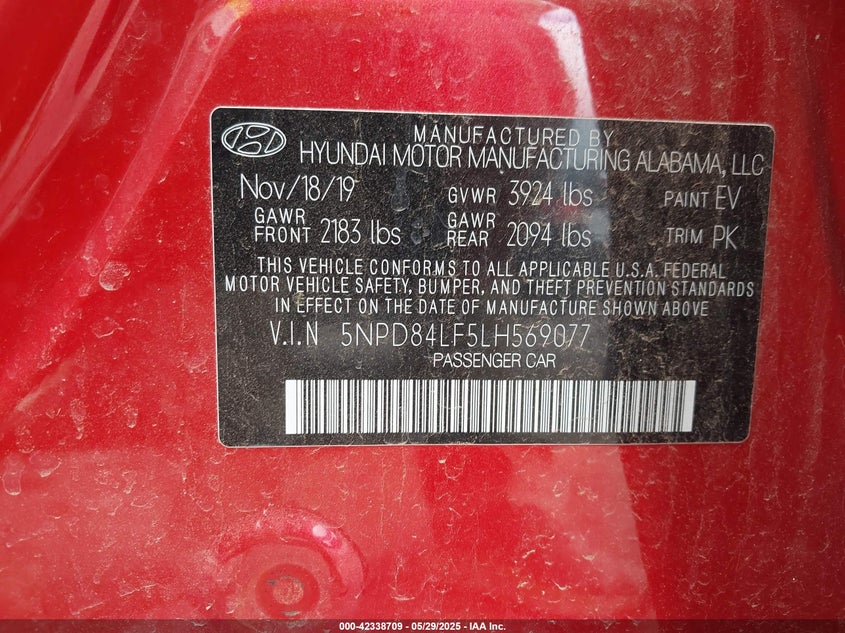 MANUFACTURED BY
HYUNDAI MOTOR MANUFACTURING ALABAMA, LLC
Nov/18/19 GVWR 3924 lbs PAINT EV
GAWR FRONT 2183 lbs GAWR REAR 2094 lbs TRIM PK
THIS VEHICLE CONFORMS TO ALL APPLICABLE U.S.A. FEDERAL
MOTOR VEHICLE SAFETY, BUMPER, AND THEFT PREVENTION STANDARDS
IN EFFECT ON THE DATE OF MANUFACTURE SHOWN ABOVE
V.I.N 5NPD84LF5LH569077
PASSENGER CAR
000-42338709 - 05/29/2025 - IAA Inc.